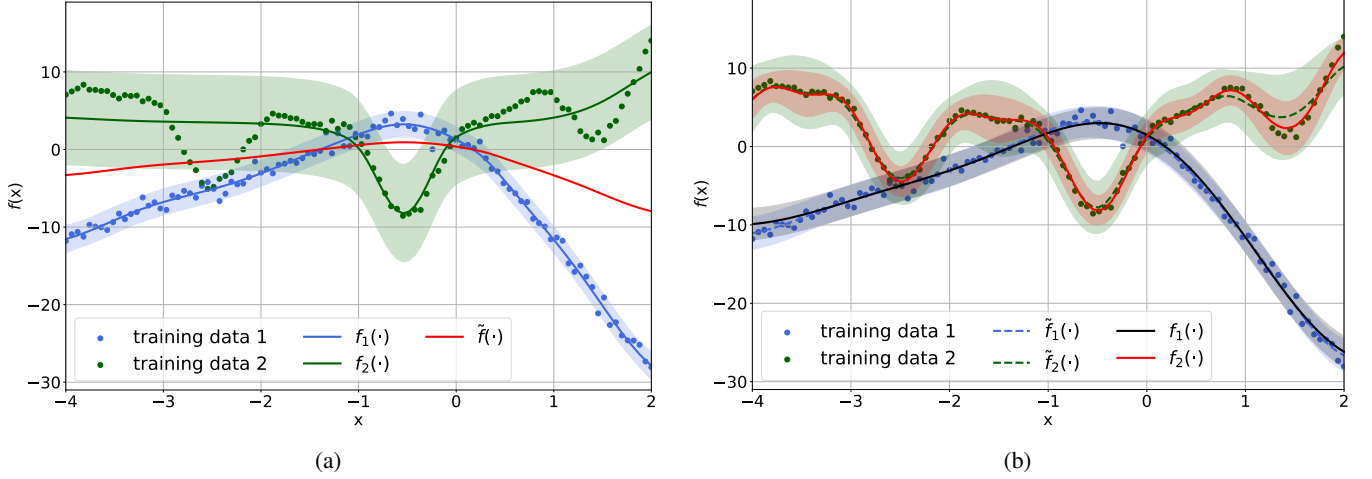 10
0
−10
−20
−30
f(x)
−4 −3 −2 −1 0 1 2
x
training data 1
training data 2
f₁(·)
f₂(·)
f̃(·)
(a)
10
0
−10
−20
−30
f(x)
−4 −3 −2 −1 0 1 2
x
training data 1
training data 2
f̃₁(·)
f̃₂(·)
f₁(·)
f₂(·)
(b)